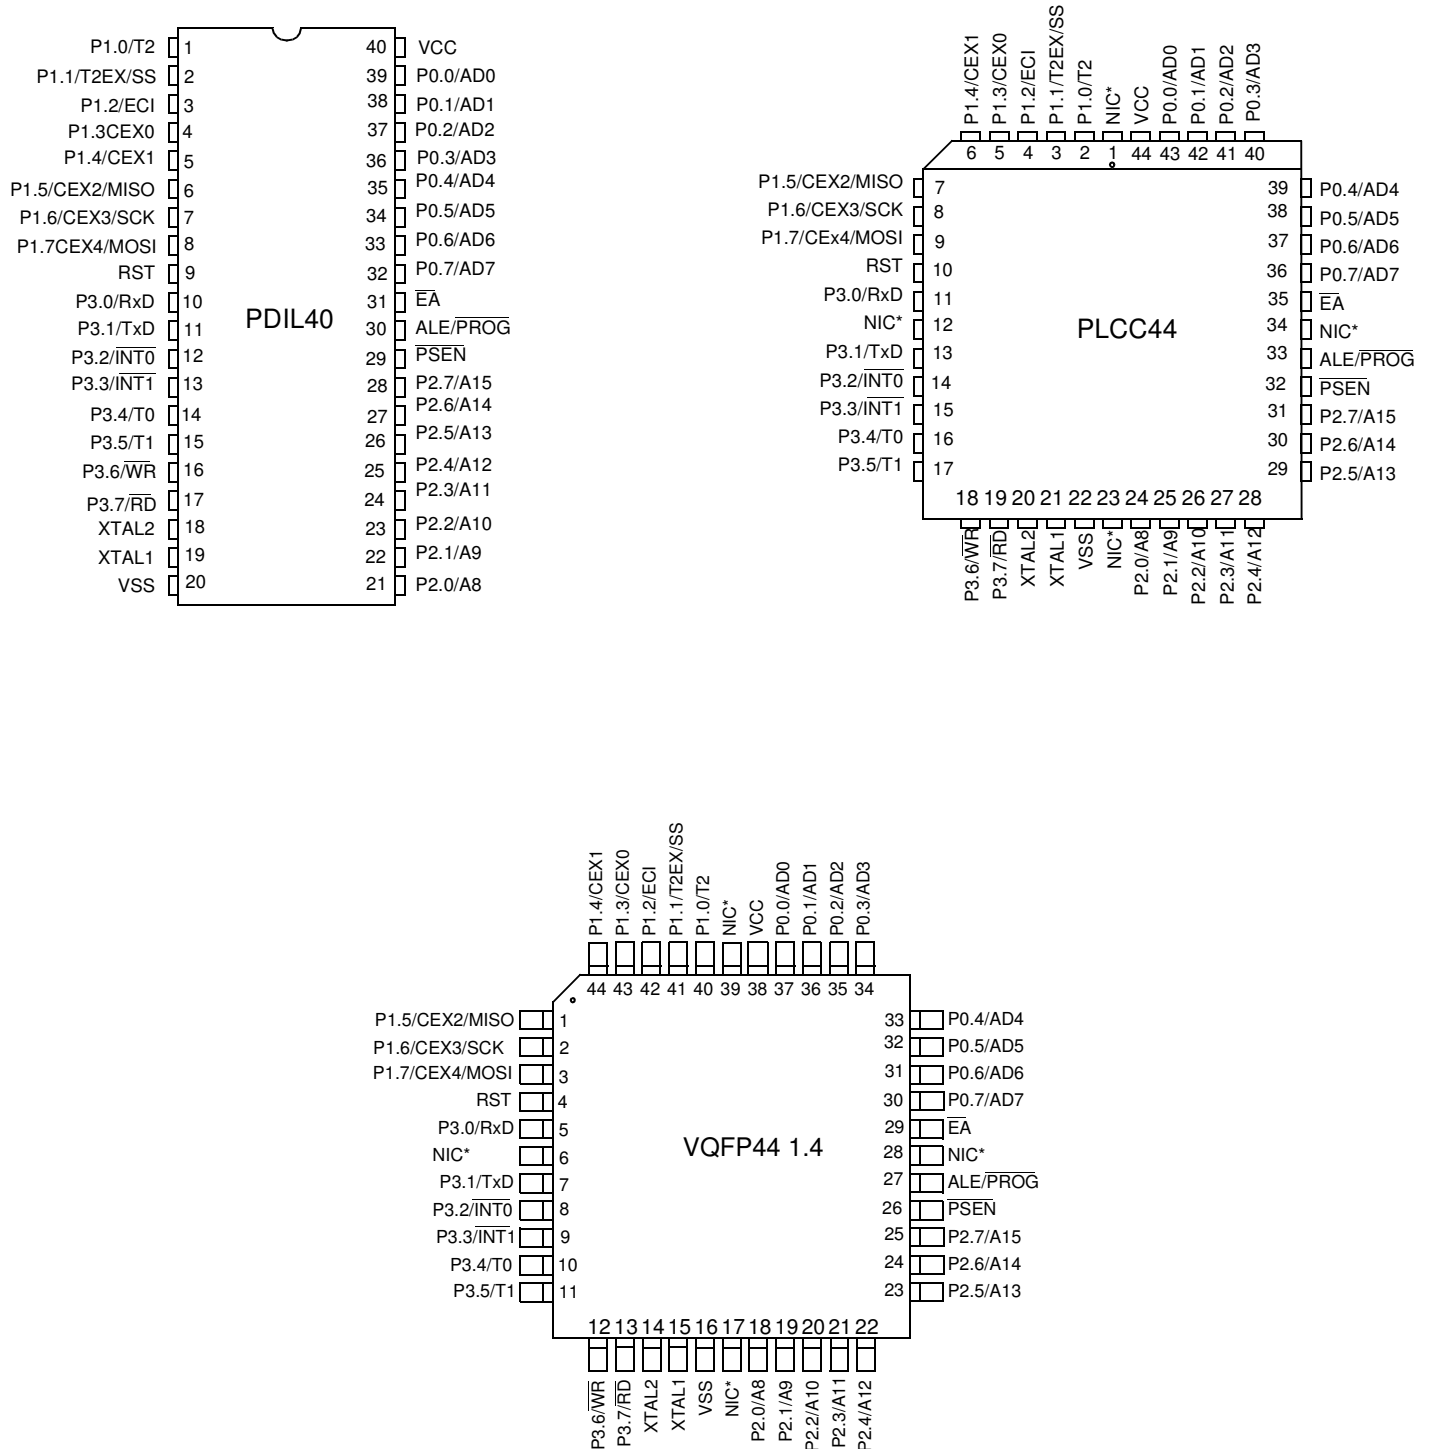 P1.0/T2 1 40 VCC
P1.1/T2EX/SS 2 39 P0.0/AD0
P1.2/ECI 3 38 P0.1/AD1
P1.3CEX0 4 37 P0.2/AD2
P1.4/CEX1 5 36 P0.3/AD3
P1.5/CEX2/MISO 6 35 P0.4/AD4
P1.6/CEX3/SCK 7 34 P0.5/AD5
P1.7CEX4/MOSI 8 33 P0.6/AD6
RST 9 32 P0.7/AD7
P3.0/RxD 10 31 E̅A̅
PDIL40
P3.1/TxD 11 30 ALE/P̅R̅O̅G̅
P3.2/I̅N̅T̅0̅ 12 29 P̅S̅E̅N̅
P3.3/I̅N̅T̅1̅ 13 28 P2.7/A15
P3.4/T0 14 27 P2.6/A14
P3.5/T1 15 26 P2.5/A13
P3.6/W̅R̅ 16 25 P2.4/A12
P3.7/R̅D̅ 17 24 P2.3/A11
XTAL2 18 23 P2.2/A10
XTAL1 19 22 P2.1/A9
VSS 20 21 P2.0/A8
P1.4/CEX1 P1.3/CEX0 P1.2/ECI P1.1/T2EX/SS P1.0/T2 NIC* VCC P0.0/AD0 P0.1/AD1 P0.2/AD2 P0.3/AD3
6 5 4 3 2 1 44 43 42 41 40
P1.5/CEX2/MISO 7 39 P0.4/AD4
P1.6/CEX3/SCK 8 38 P0.5/AD5
P1.7/CEx4/MOSI 9 37 P0.6/AD6
RST 10 36 P0.7/AD7
P3.0/RxD 11 35 E̅A̅
NIC* 12 34 NIC*
PLCC44
P3.1/TxD 13 33 ALE/P̅R̅O̅G̅
P3.2/I̅N̅T̅0̅ 14 32 P̅S̅E̅N̅
P3.3/I̅N̅T̅1̅ 15 31 P2.7/A15
P3.4/T0 16 30 P2.6/A14
P3.5/T1 17 29 P2.5/A13
18 19 20 21 22 23 24 25 26 27 28
P3.6/W̅R̅ P3.7/R̅D̅ XTAL2 XTAL1 VSS NIC* P2.0/A8 P2.1/A9 P2.2/A10 P2.3/A11 P2.4/A12
P1.4/CEX1 P1.3/CEX0 P1.2/ECI P1.1/T2EX/SS P1.0/T2 NIC* VCC P0.0/AD0 P0.1/AD1 P0.2/AD2 P0.3/AD3
44 43 42 41 40 39 38 37 36 35 34
P1.5/CEX2/MISO 1 33 P0.4/AD4
P1.6/CEX3/SCK 2 32 P0.5/AD5
P1.7/CEX4/MOSI 3 31 P0.6/AD6
RST 4 30 P0.7/AD7
P3.0/RxD 5 29 E̅A̅
VQFP44 1.4
NIC* 6 28 NIC*
P3.1/TxD 7 27 ALE/P̅R̅O̅G̅
P3.2/I̅N̅T̅0̅ 8 26 P̅S̅E̅N̅
P3.3/I̅N̅T̅1̅ 9 25 P2.7/A15
P3.4/T0 10 24 P2.6/A14
P3.5/T1 11 23 P2.5/A13
12 13 14 15 16 17 18 19 20 21 22
P3.6/W̅R̅ P3.7/R̅D̅ XTAL2 XTAL1 VSS NIC* P2.0/A8 P2.1/A9 P2.2/A10 P2.3/A11 P2.4/A12